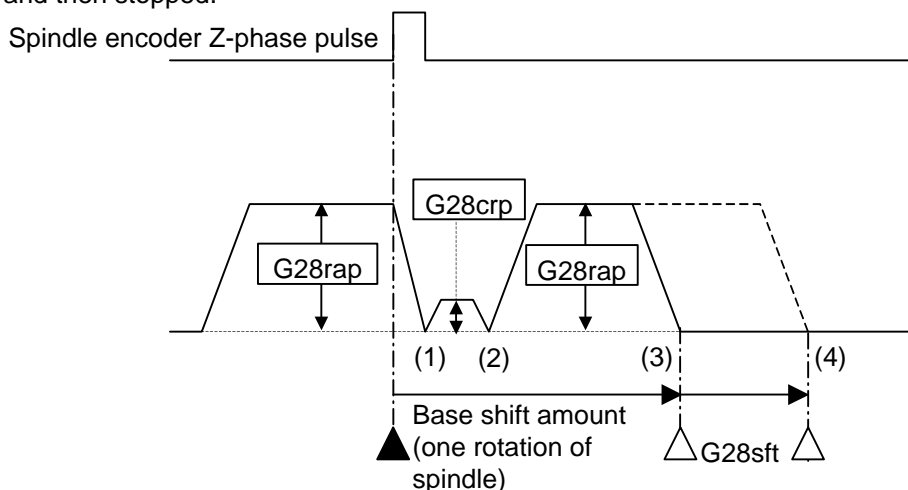 and then stopped.
Spindle encoder Z-phase pulse
G28crp
G28rap
G28rap
(1)
(2)
(3)
(4)
Base shift amount
(one rotation of
spindle)
G28sft